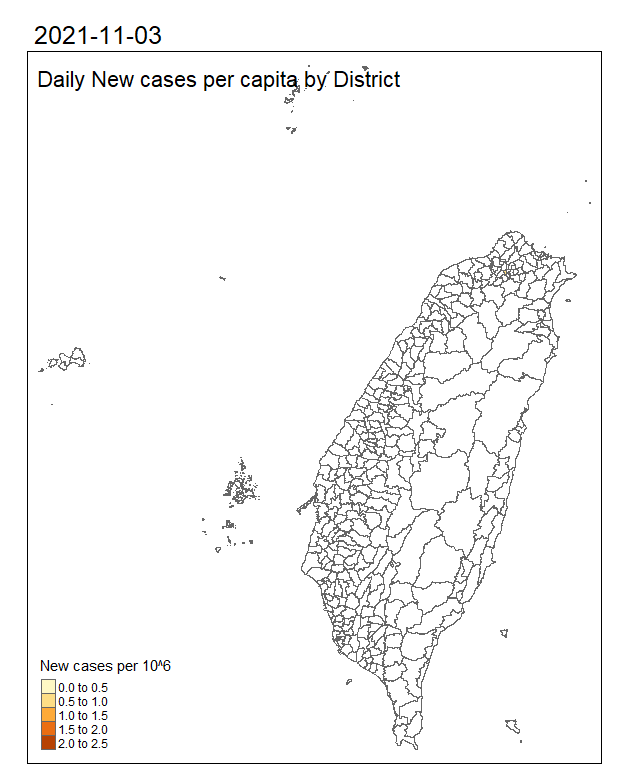 2021-11-03
Daily New cases per capita by District
New cases per 10^6
0.0 to 0.5
0.5 to 1.0
1.0 to 1.5
1.5 to 2.0
2.0 to 2.5